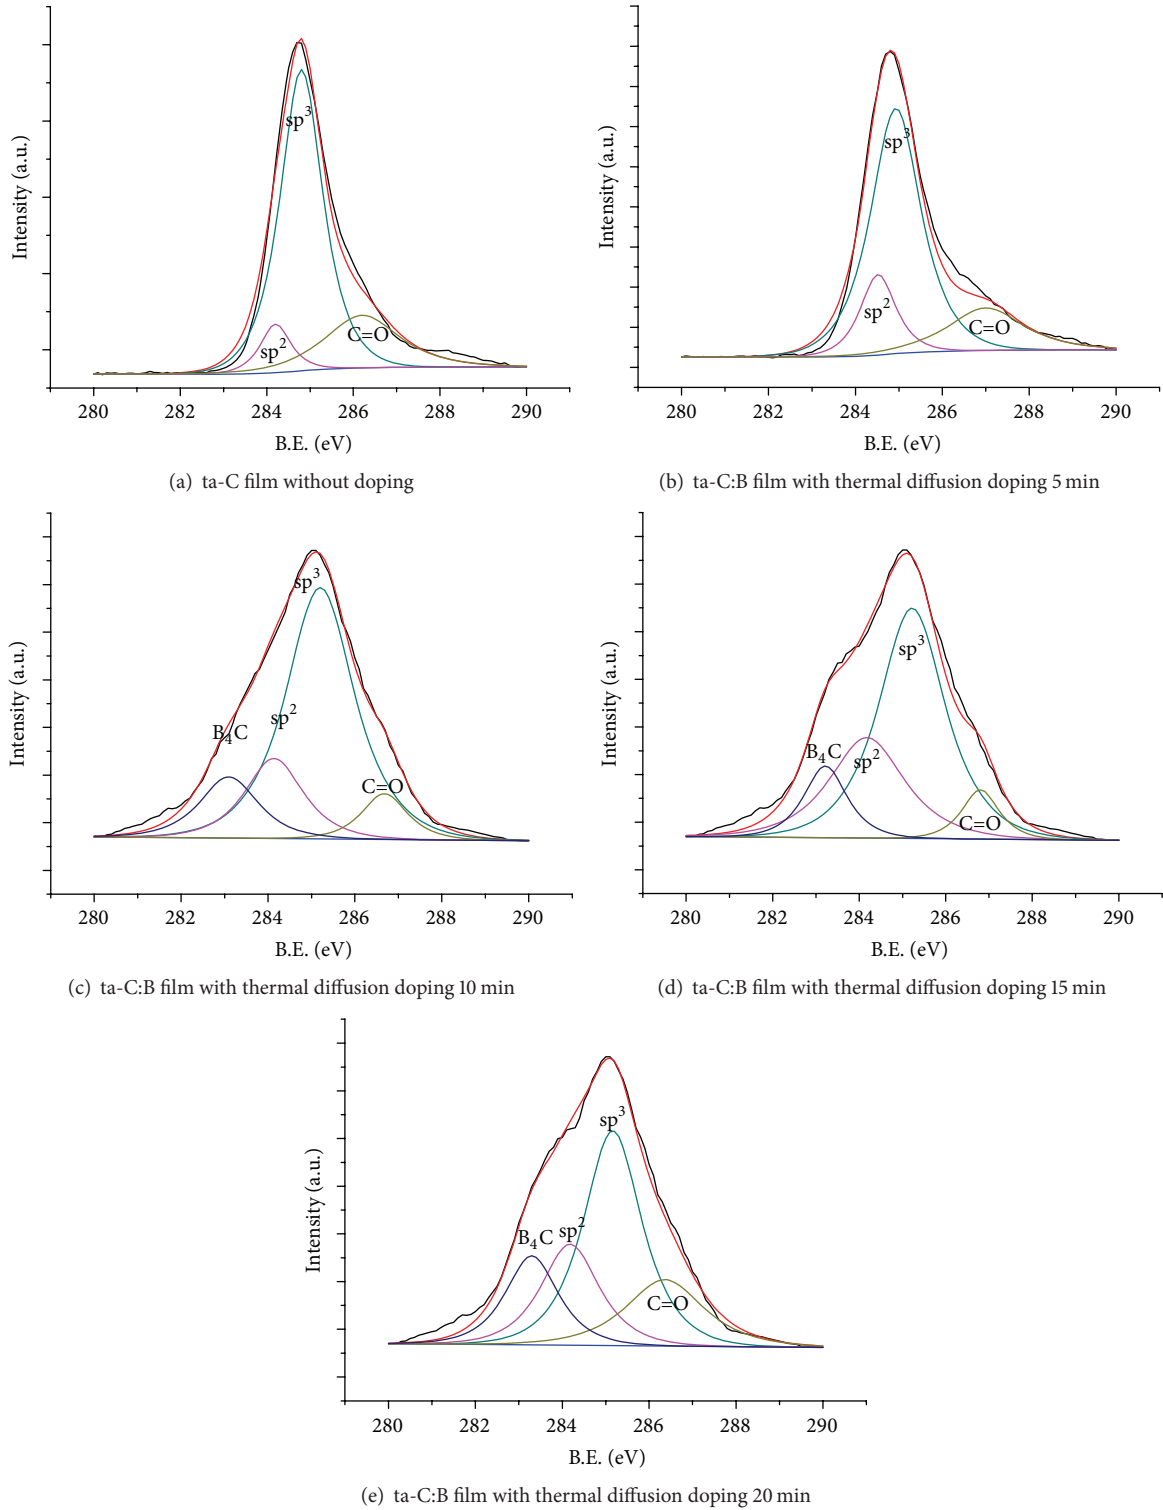 Intensity (a.u.)
sp³
sp²
C=O
280 282 284 286 288 290
B.E. (eV)
(a) ta-C film without doping
Intensity (a.u.)
sp³
sp²
C=O
280 282 284 286 288 290
B.E. (eV)
(b) ta-C:B film with thermal diffusion doping 5 min
Intensity (a.u.)
sp³
sp²
B₄C
C=O
280 282 284 286 288 290
B.E. (eV)
(c) ta-C:B film with thermal diffusion doping 10 min
Intensity (a.u.)
sp³
B₄C
sp²
C=O
280 282 284 286 288 290
B.E. (eV)
(d) ta-C:B film with thermal diffusion doping 15 min
Intensity (a.u.)
sp³
B₄C
sp²
C=O
280 282 284 286 288 290
B.E. (eV)
(e) ta-C:B film with thermal diffusion doping 20 min